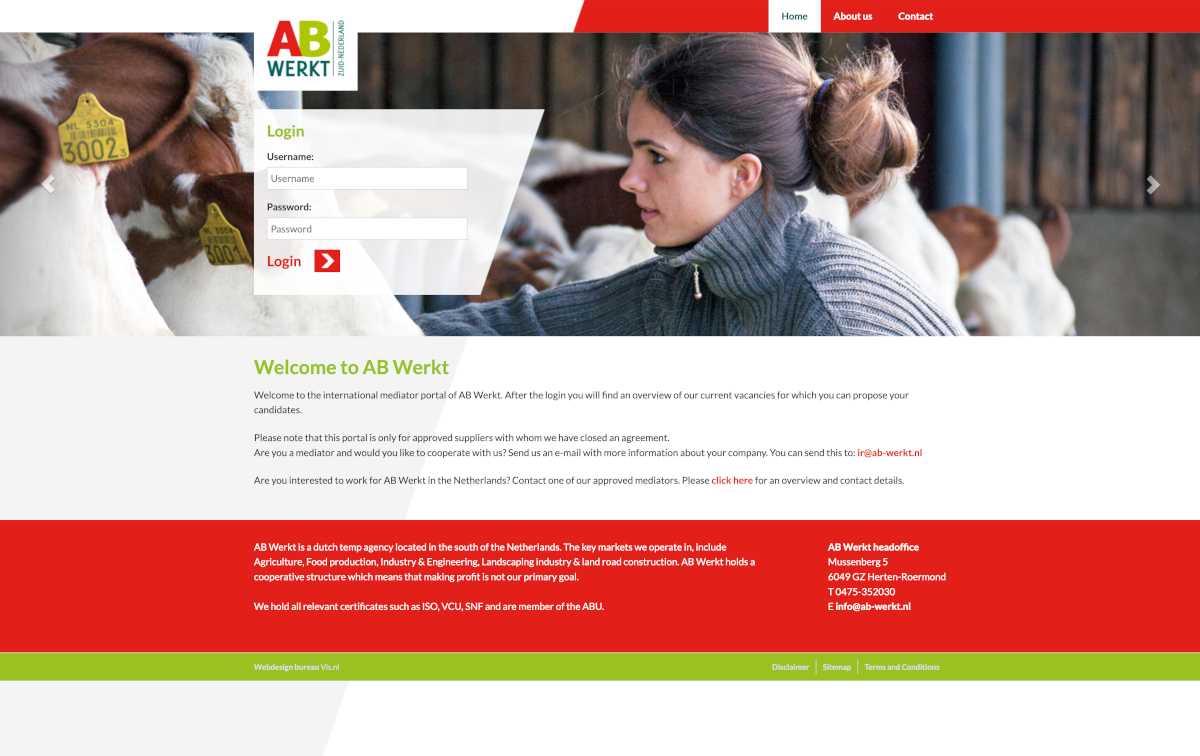 Home
About us
Contact
AB
WERKT
ZUID-NEDERLAND
NL 5304
3002 5
3001
Login
Username:
Username
Password:
Password
Login
Welcome to AB Werkt
Welcome to the international mediator portal of AB Werkt. After the login you will find an overview of our current vacancies for which you can propose your
candidates.
Please note that this portal is only for approved suppliers with whom we have closed an agreement.
Are you a mediator and would you like to cooperate with us? Send us an e-mail with more information about your company. You can send this to: ir@ab-werkt.nl
Are you interested to work for AB Werkt in the Netherlands? Contact one of our approved mediators. Please click here for an overview and contact details.
AB Werkt is a dutch temp agency located in the south of the Netherlands. The key markets we operate in, include
Agriculture, Food production, Industry & Engineering, Landscaping industry & land road construction. AB Werkt holds a
cooperative structure which means that making profit is not our primary goal.
We hold all relevant certificates such as ISO, VCU, SNF and are member of the ABU.
AB Werkt headoffice
Mussenberg 5
6049 GZ Herten-Roermond
T 0475-352030
E info@ab-werkt.nl
Webdesign bureau Vis.nl
Disclaimer
Sitemap
Terms and Conditions